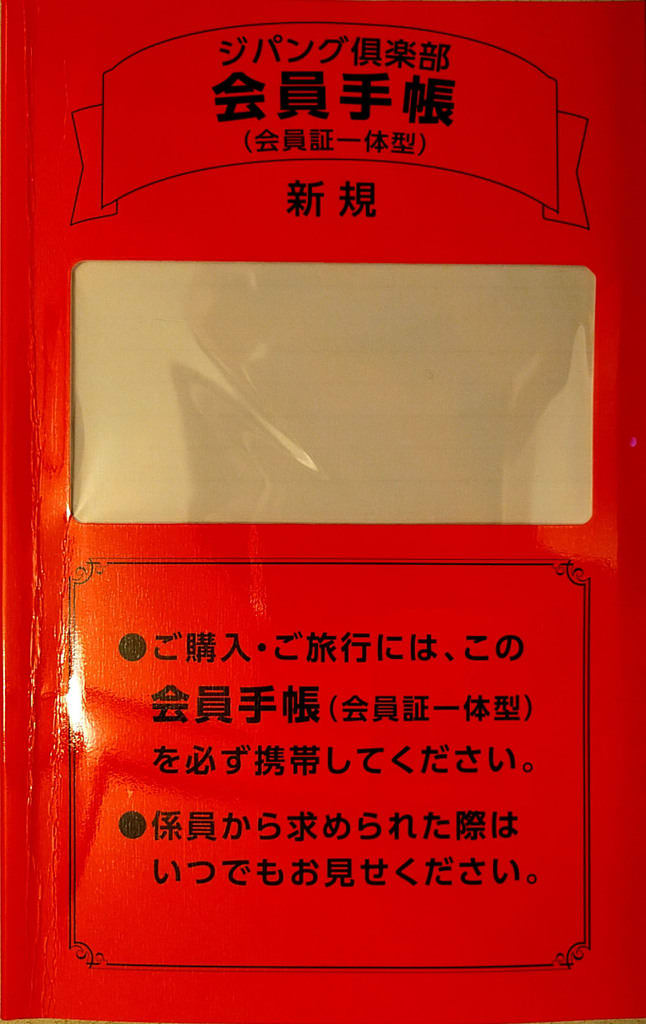 ジパング倶楽部
会員手帳
(会員証一体型)
新規
●ご購入・ご旅行には、この
会員手帳(会員証一体型)
を必ず携帯してください。
●係員から求められた際は
いつでもお見せください。